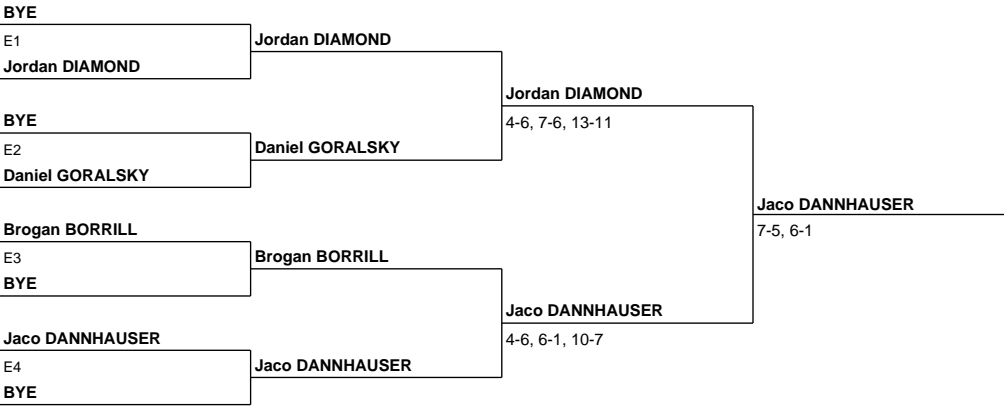 BYE
E1
Jordan DIAMOND
Jordan DIAMOND
Jordan DIAMOND
4-6, 7-6, 13-11
BYE
E2
Daniel GORALSKY
Daniel GORALSKY
Jaco DANNHAUSER
7-5, 6-1
Brogan BORRILL
E3
Brogan BORRILL
BYE
Jaco DANNHAUSER
4-6, 6-1, 10-7
Jaco DANNHAUSER
E4
Jaco DANNHAUSER
BYE